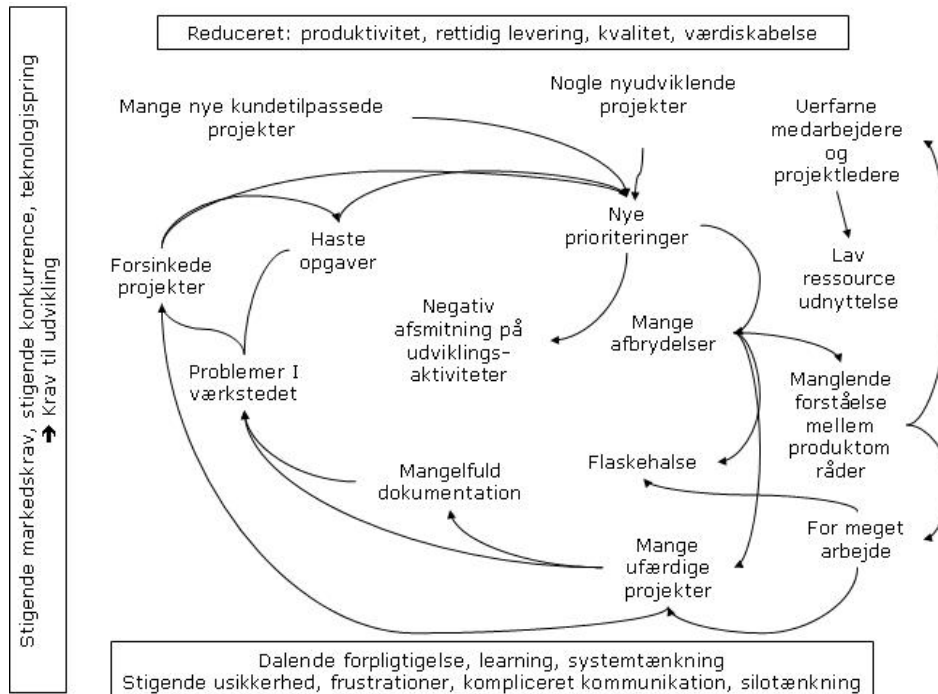 Reduceret: produktivitet, rettidig levering, kvalitet, værdiskabelse
Stigende markedskrav, stigende konkurrence, teknologispring
➔ Krav til udvikling
Mange nye kundetilpassede
projekter
Nogle nyudviklende
projekter
Uerfarne
medarbejdere
og
projektledere
Haste
opgaver
Nye
prioriteringer
Forsinkede
projekter
Lav
ressource
udnyttelse
Negativ
afsmitning på
udviklings-
aktiviteter
Mange
afbrydelser
Problemer I
værkstedet
Manglende
forståelse
mellem
produktom
råder
Mangelfuld
dokumentation
Flaskehalse
For meget
arbejde
Mange
ufærdige
projekter
Dalende forpligtigelse, learning, systemtænkning
Stigende usikkerhed, frustrationer, kompliceret kommunikation, silotænkning